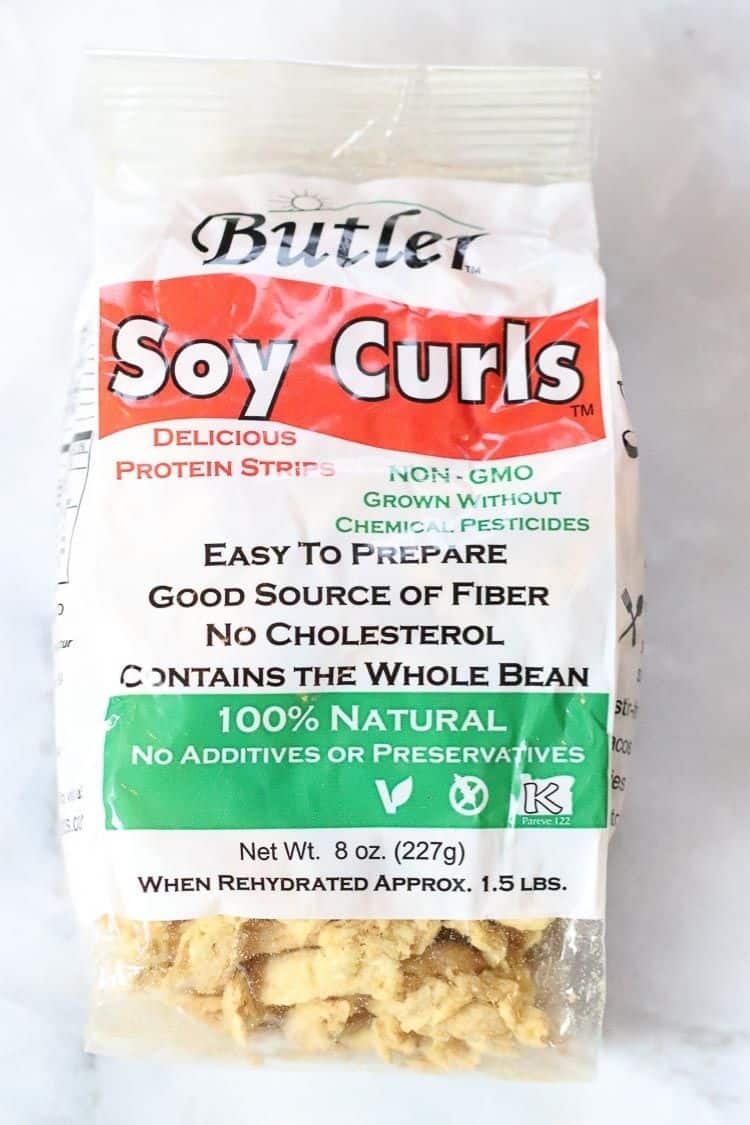 Butler TM
Soy Curls TM
DELICIOUS
PROTEIN STRIPS
NON-GMO
GROWN WITHOUT
CHEMICAL PESTICIDES
EASY TO PREPARE
GOOD SOURCE OF FIBER
NO CHOLESTEROL
CONTAINS THE WHOLE BEAN
100% NATURAL
NO ADDITIVES OR PRESERVATIVES
V
K
Pareve 122
Net Wt. 8 oz. (227g)
WHEN REHYDRATED APPROX. 1.5 LBS.